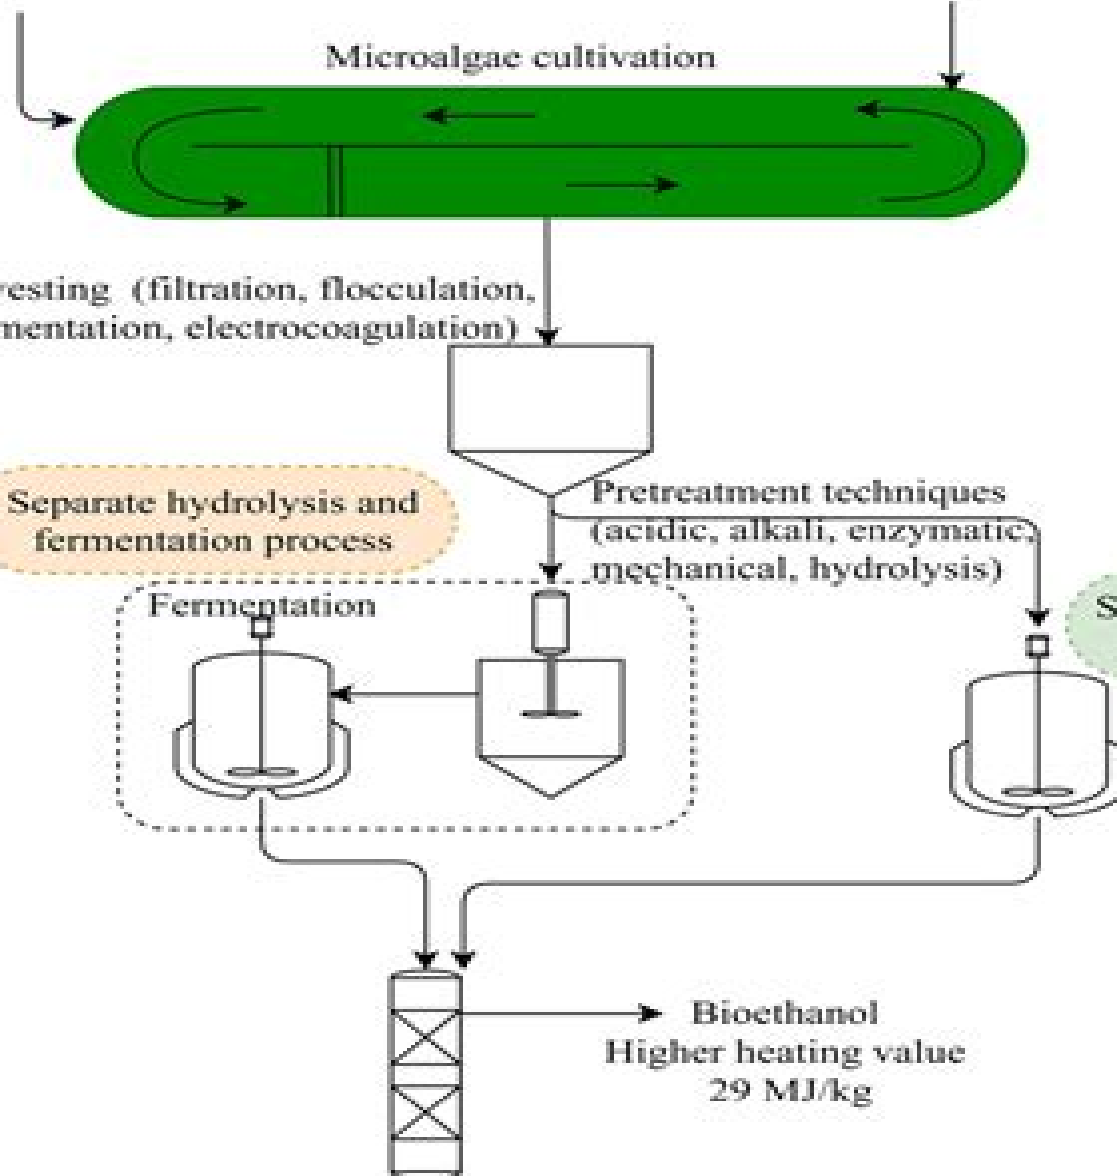 Microalgae cultivation
vesting (filtration, flocculation,
mentation, electrocoagulation)
Separate hydrolysis and
fermentation process
Pretreatment techniques
(acidic, alkali, enzymatic,
mechanical, hydrolysis)
Fermentation
S
Bioethanol
Higher heating value
29 MJ/kg